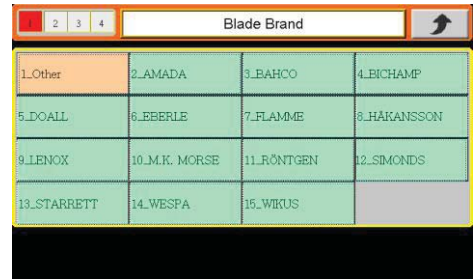 1 2 3 4 Blade Brand
1_Other 2_AMADA 3_BAHCO 4_BICHAMP
5_DOALL 6_EBERLE 7_FLAMME 8_HÅKANSSON
9_LENOX 10_M.K. MORSE 11_RÖNTGEN 12_SIMONDS
13_STARRETT 14_WESPA 15_WIKUS